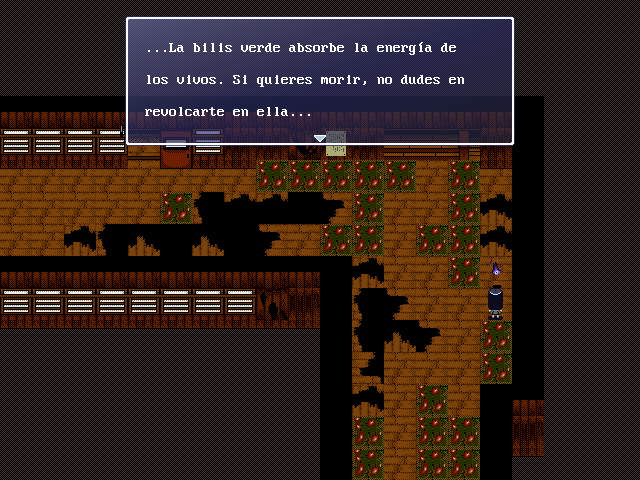 ...La bilis verde absorbe la energía de
los vivos. Si quieres morir, no dudes en
revolcarte en ella...